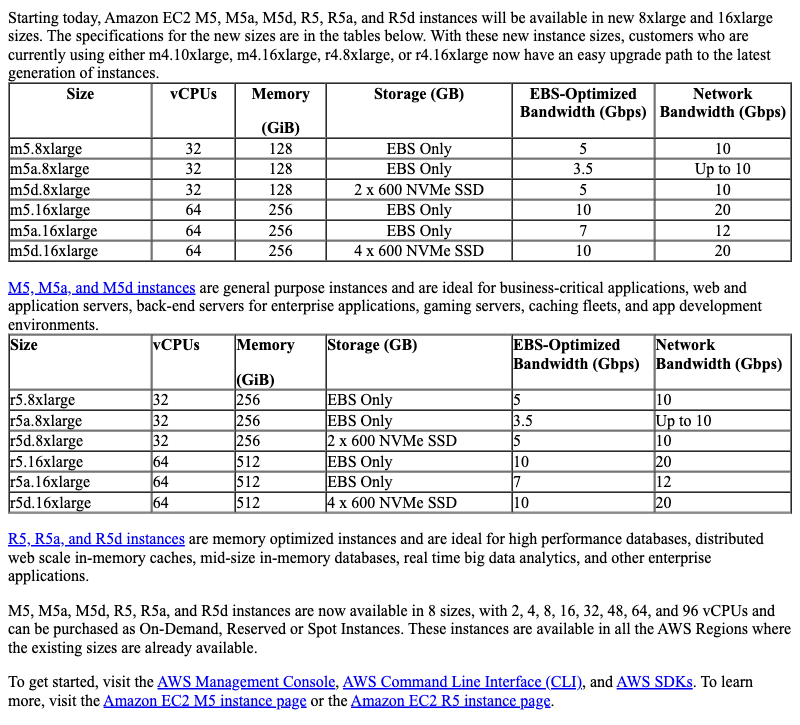 Starting today, Amazon EC2 M5, M5a, M5d, R5, R5a, and R5d instances will be available in new 8xlarge and 16xlarge
sizes. The specifications for the new sizes are in the tables below. With these new instance sizes, customers who are
currently using either m4.10xlarge, m4.16xlarge, r4.8xlarge, or r4.16xlarge now have an easy upgrade path to the latest
generation of instances.
Size vCPUs Memory (GiB) Storage (GB) EBS-Optimized Bandwidth (Gbps) Network Bandwidth (Gbps)
m5.8xlarge 32 128 EBS Only 5 10
m5a.8xlarge 32 128 EBS Only 3.5 Up to 10
m5d.8xlarge 32 128 2 x 600 NVMe SSD 5 10
m5.16xlarge 64 256 EBS Only 10 20
m5a.16xlarge 64 256 EBS Only 7 12
m5d.16xlarge 64 256 4 x 600 NVMe SSD 10 20
M5, M5a, and M5d instances are general purpose instances and are ideal for business-critical applications, web and
application servers, back-end servers for enterprise applications, gaming servers, caching fleets, and app development
environments.
Size vCPUs Memory (GiB) Storage (GB) EBS-Optimized Bandwidth (Gbps) Network Bandwidth (Gbps)
r5.8xlarge 32 256 EBS Only 5 10
r5a.8xlarge 32 256 EBS Only 3.5 Up to 10
r5d.8xlarge 32 256 2 x 600 NVMe SSD 5 10
r5.16xlarge 64 512 EBS Only 10 20
r5a.16xlarge 64 512 EBS Only 7 12
r5d.16xlarge 64 512 4 x 600 NVMe SSD 10 20
R5, R5a, and R5d instances are memory optimized instances and are ideal for high performance databases, distributed
web scale in-memory caches, mid-size in-memory databases, real time big data analytics, and other enterprise
applications.
M5, M5a, M5d, R5, R5a, and R5d instances are now available in 8 sizes, with 2, 4, 8, 16, 32, 48, 64, and 96 vCPUs and
can be purchased as On-Demand, Reserved or Spot Instances. These instances are available in all the AWS Regions where
the existing sizes are already available.
To get started, visit the AWS Management Console, AWS Command Line Interface (CLI), and AWS SDKs. To learn
more, visit the Amazon EC2 M5 instance page or the Amazon EC2 R5 instance page.